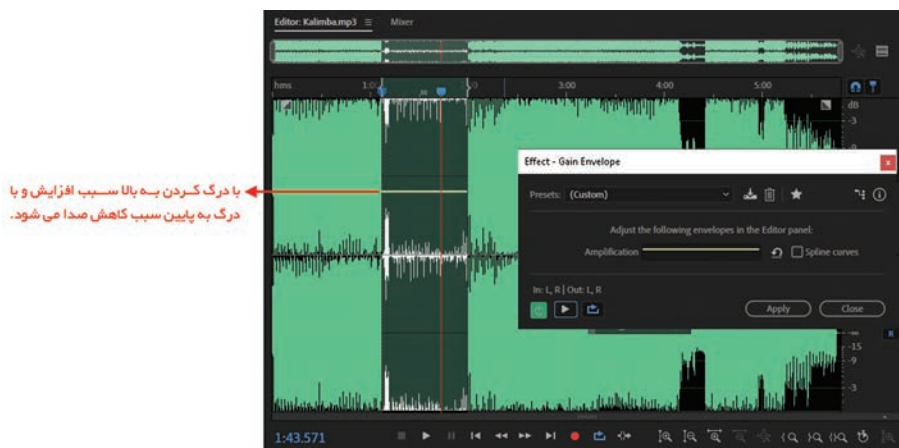 Editor: Kalimba.mp3 ☰ Mixer
hms 1:00 3:00 4:00 5:00
dB
-3
با درگ کردن به بالا سبب افزایش و با
درگ به پایین سبب کاهش صدا می شود.
Effect - Gain Envelope x
Presets: (Custom)
Adjust the following envelopes in the Editor panel:
Amplification Spline curves
In: L, R | Out: L, R
Apply Close
R
-15
-9
-3
1:43.571